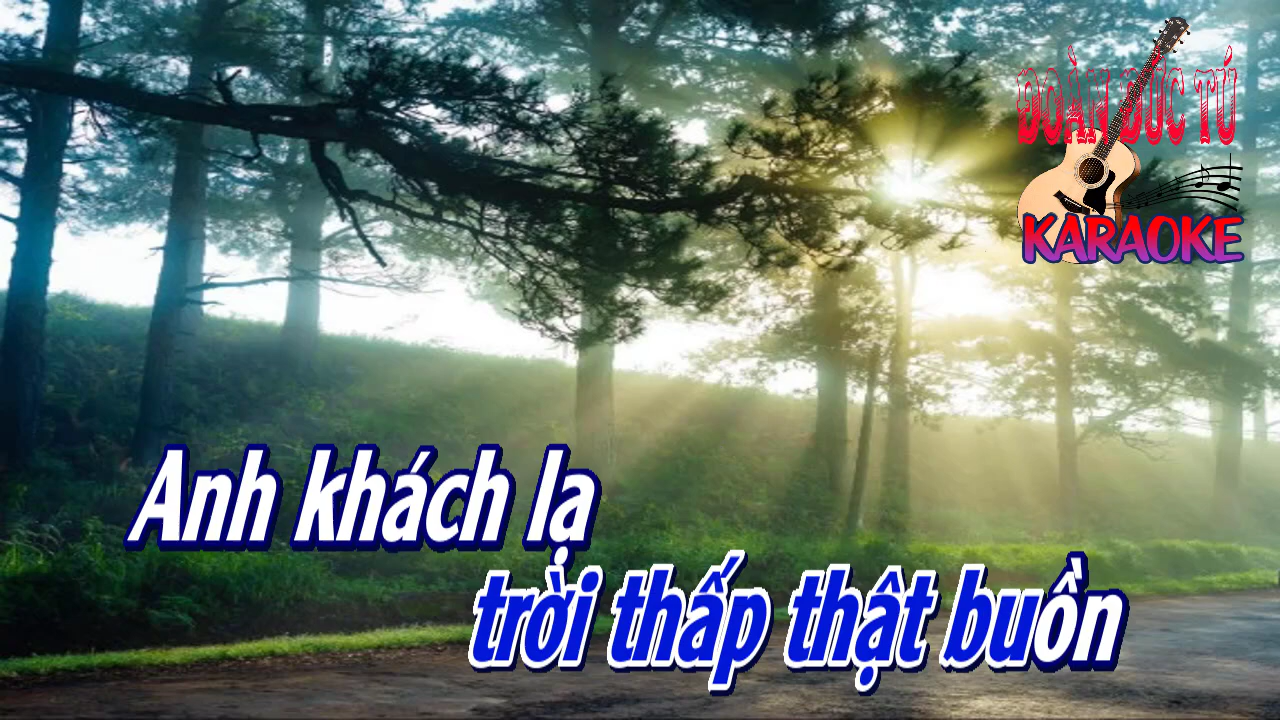 ĐOÀN ĐỨC TÚ
KARAOKE
Anh khách lạ
trời thấp thật buồn